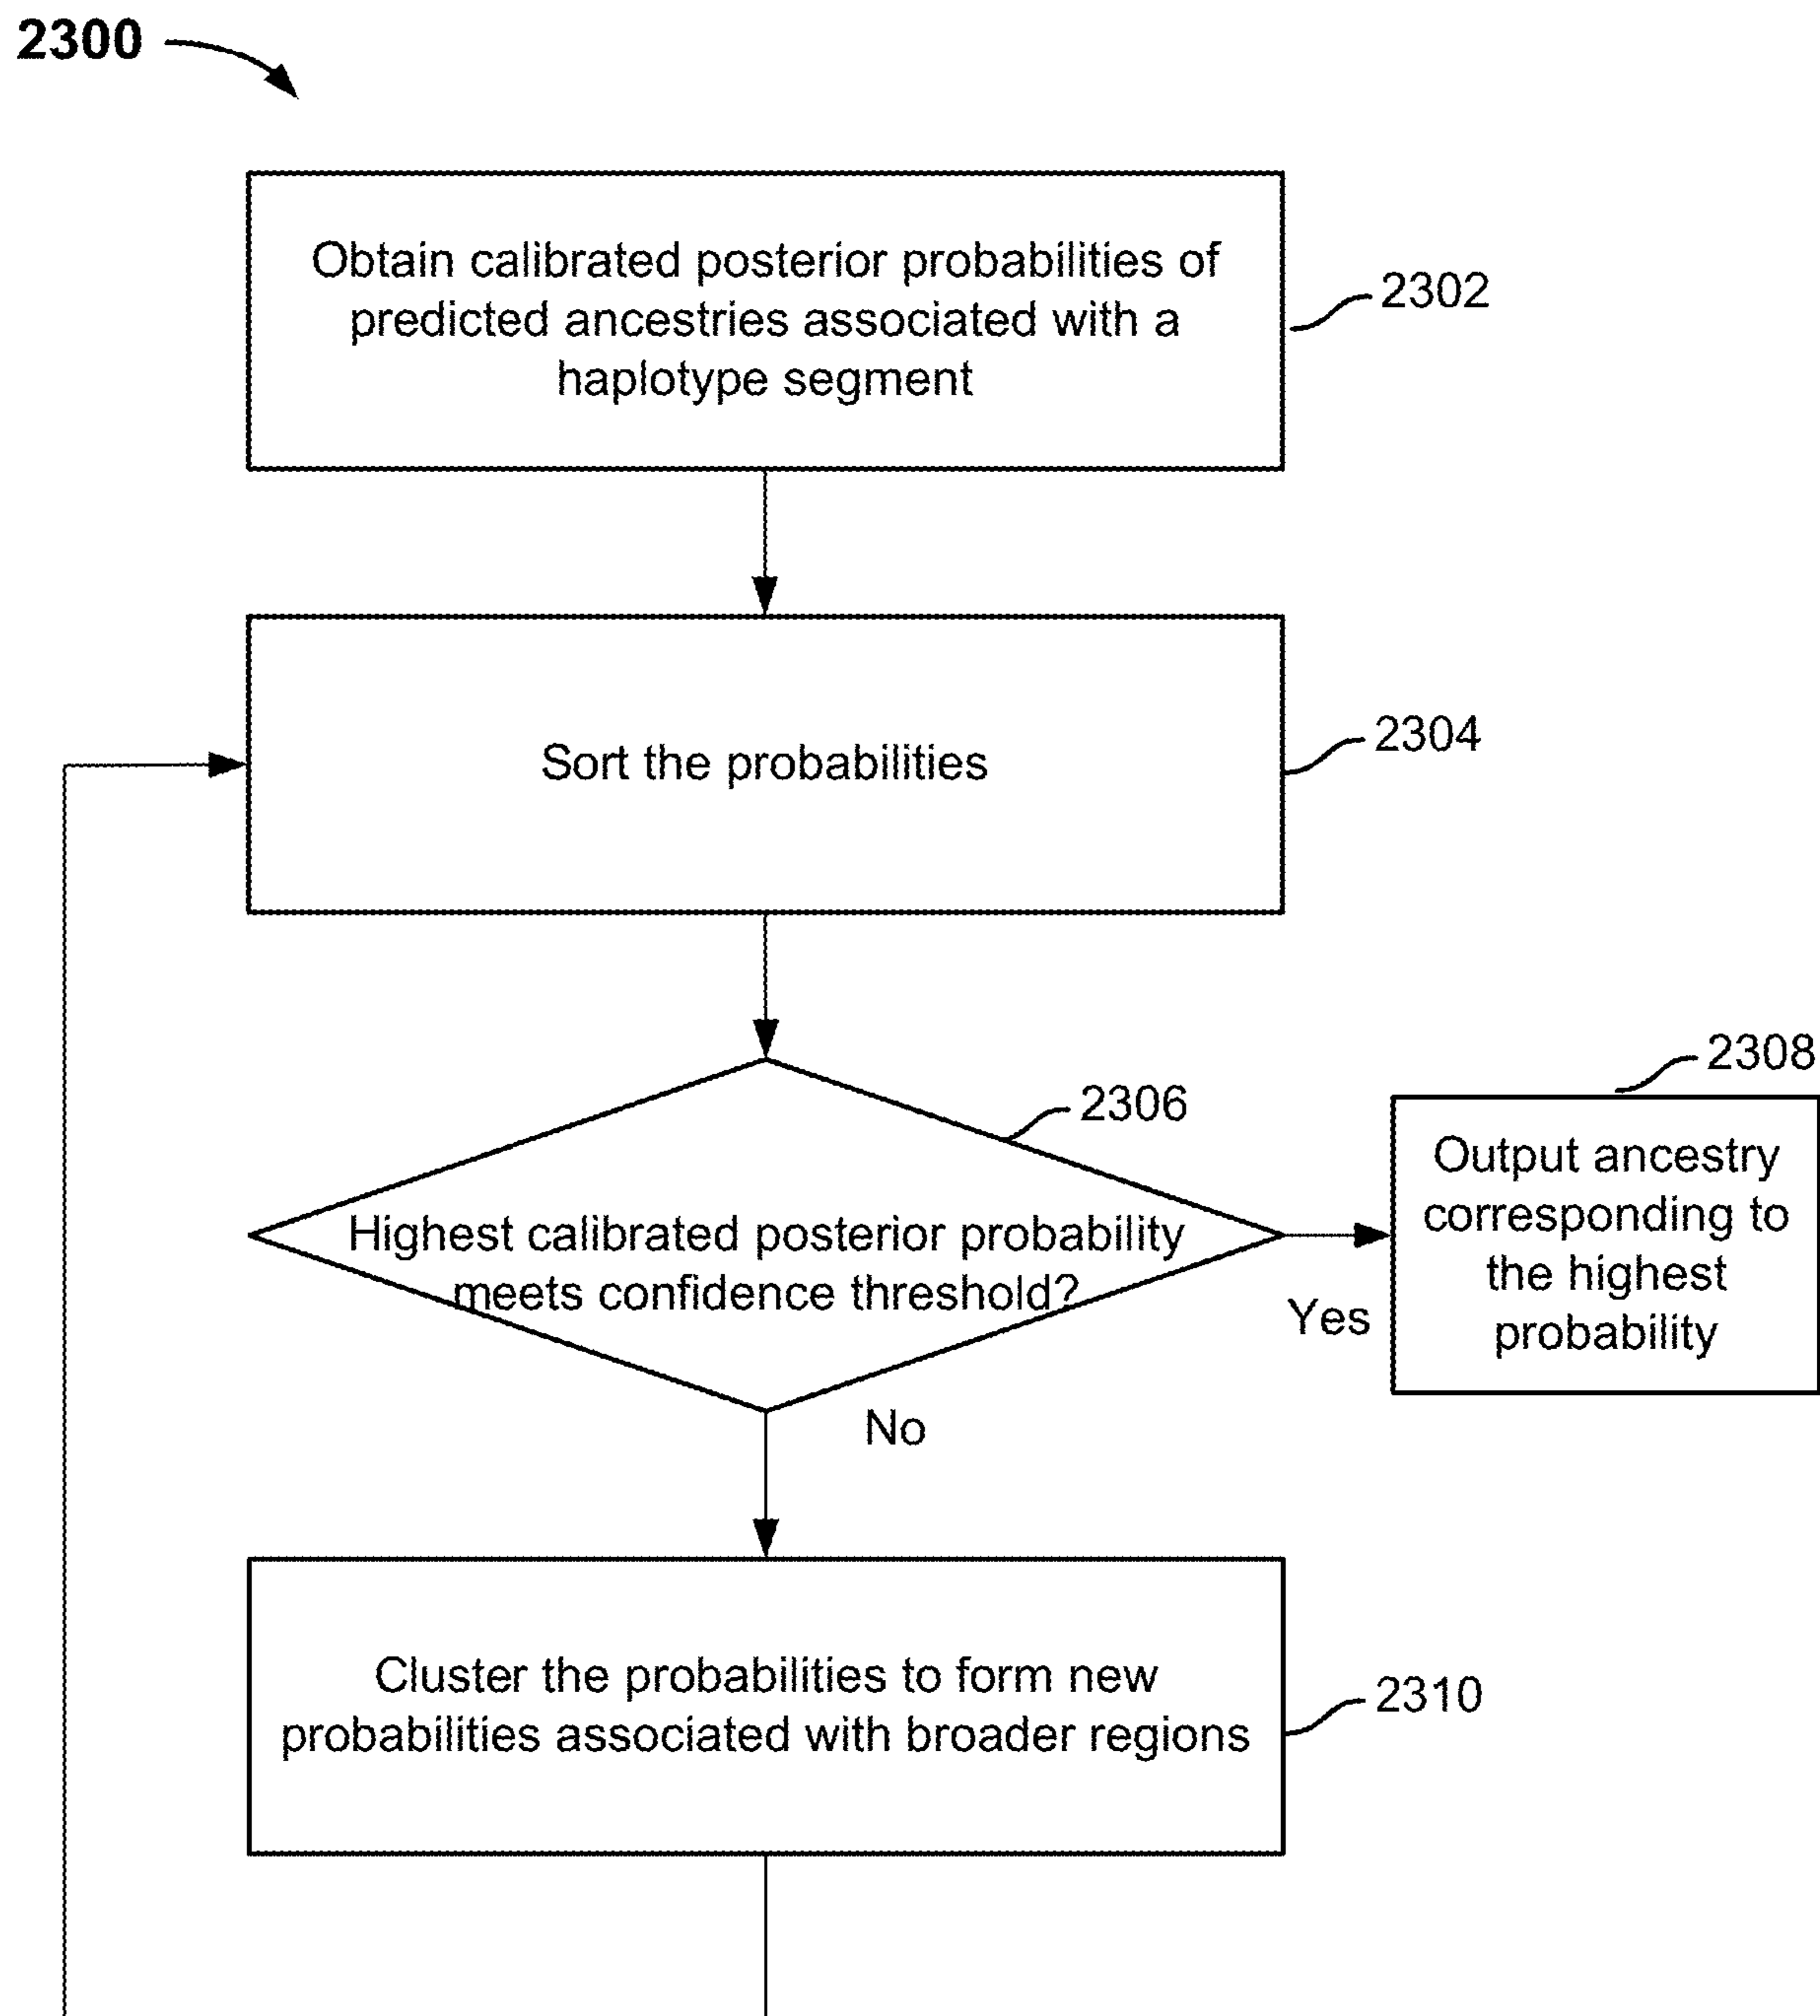 2300
Obtain calibrated posterior probabilities of
predicted ancestries associated with a
haplotype segment
2302
Sort the probabilities
2304
2306
Highest calibrated posterior probability
meets confidence threshold?
Yes
2308
Output ancestry
corresponding to
the highest
probability
No
Cluster the probabilities to form new
probabilities associated with broader regions
2310